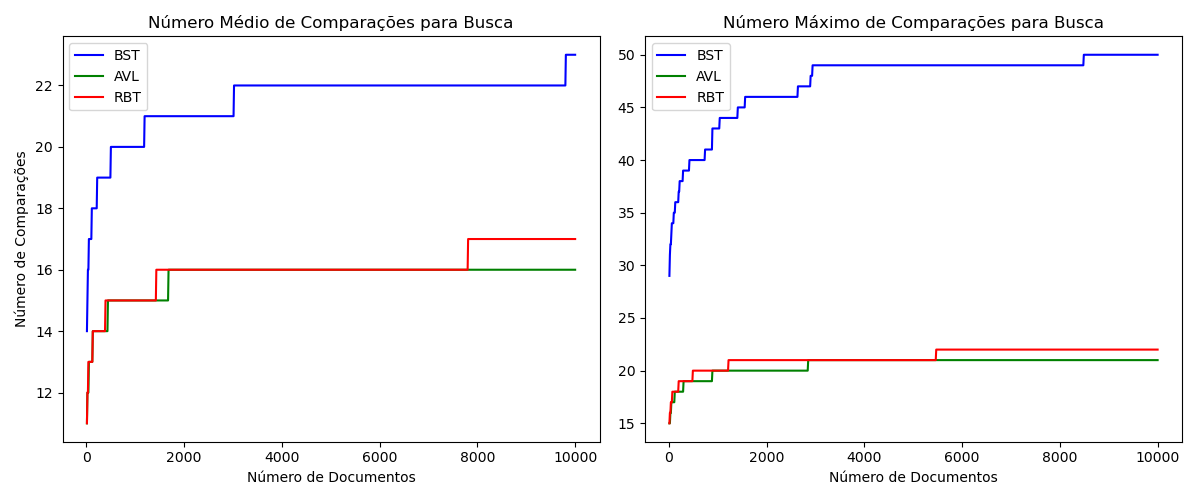 Número Médio de Comparações para Busca
BST
AVL
RBT
22
20
18
16
14
12
Número de Comparações
0
2000
4000
6000
8000
10000
Número de Documentos
Número Máximo de Comparações para Busca
BST
AVL
RBT
50
45
40
35
30
25
20
15
0
2000
4000
6000
8000
10000
Número de Documentos